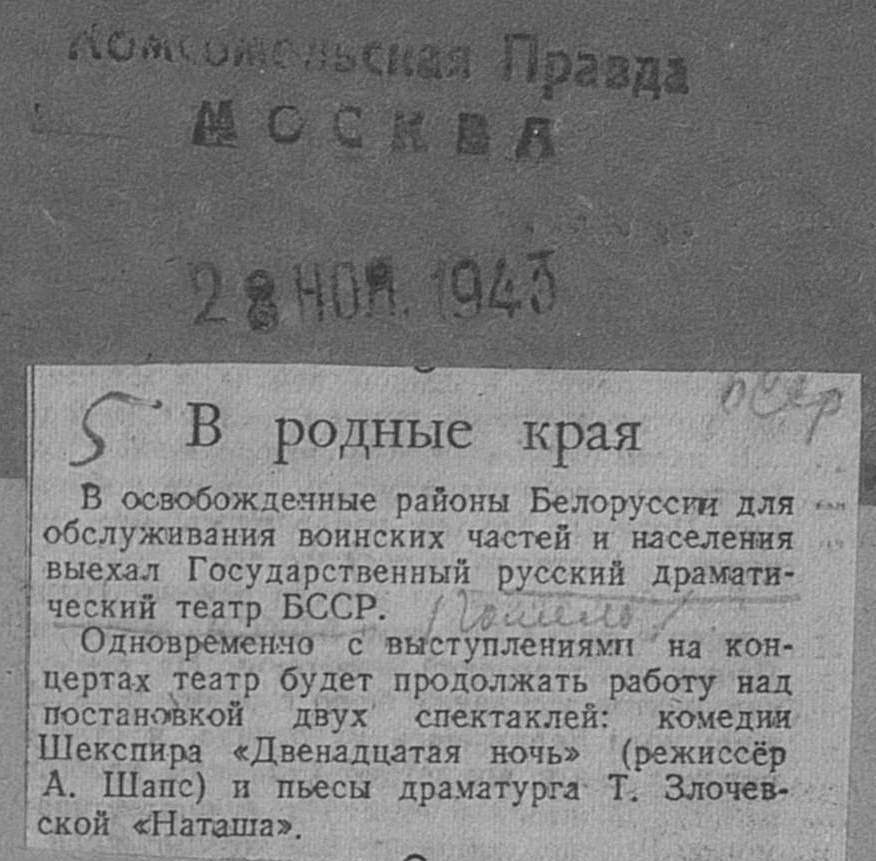 Комсомольская Правда
МОСКВА
28 НОЯ. 1943
5 В родные края
В освобожденные районы Белоруссии для
обслуживания воинских частей и населения
выехал Государственный русский драмати-
ческий театр БССР.
Одновременно с выступлениями на кон-
цертах театр будет продолжать работу над
постановкой двух спектаклей: комедии
Шекспира «Двенадцатая ночь» (режиссёр
А. Шапс) и пьесы драматурга Т. Злочев-
ской «Наташа».